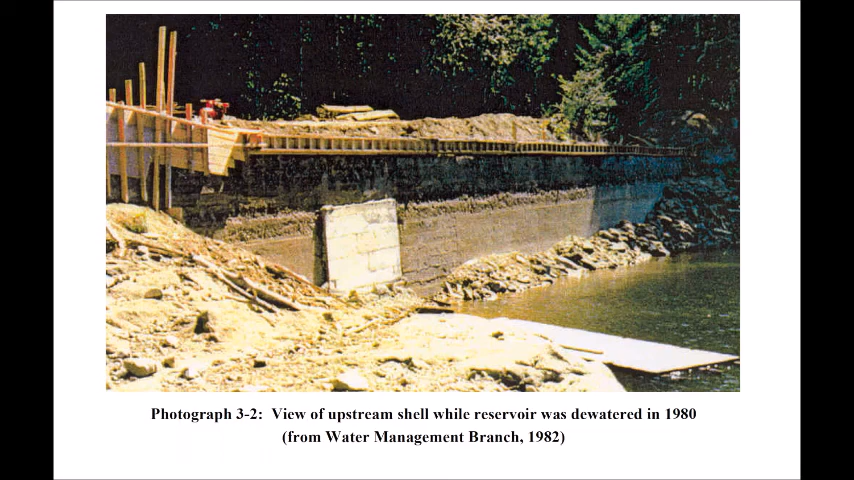 Photograph 3-2: View of upstream shell while reservoir was dewatered in 1980
(from Water Management Branch, 1982)